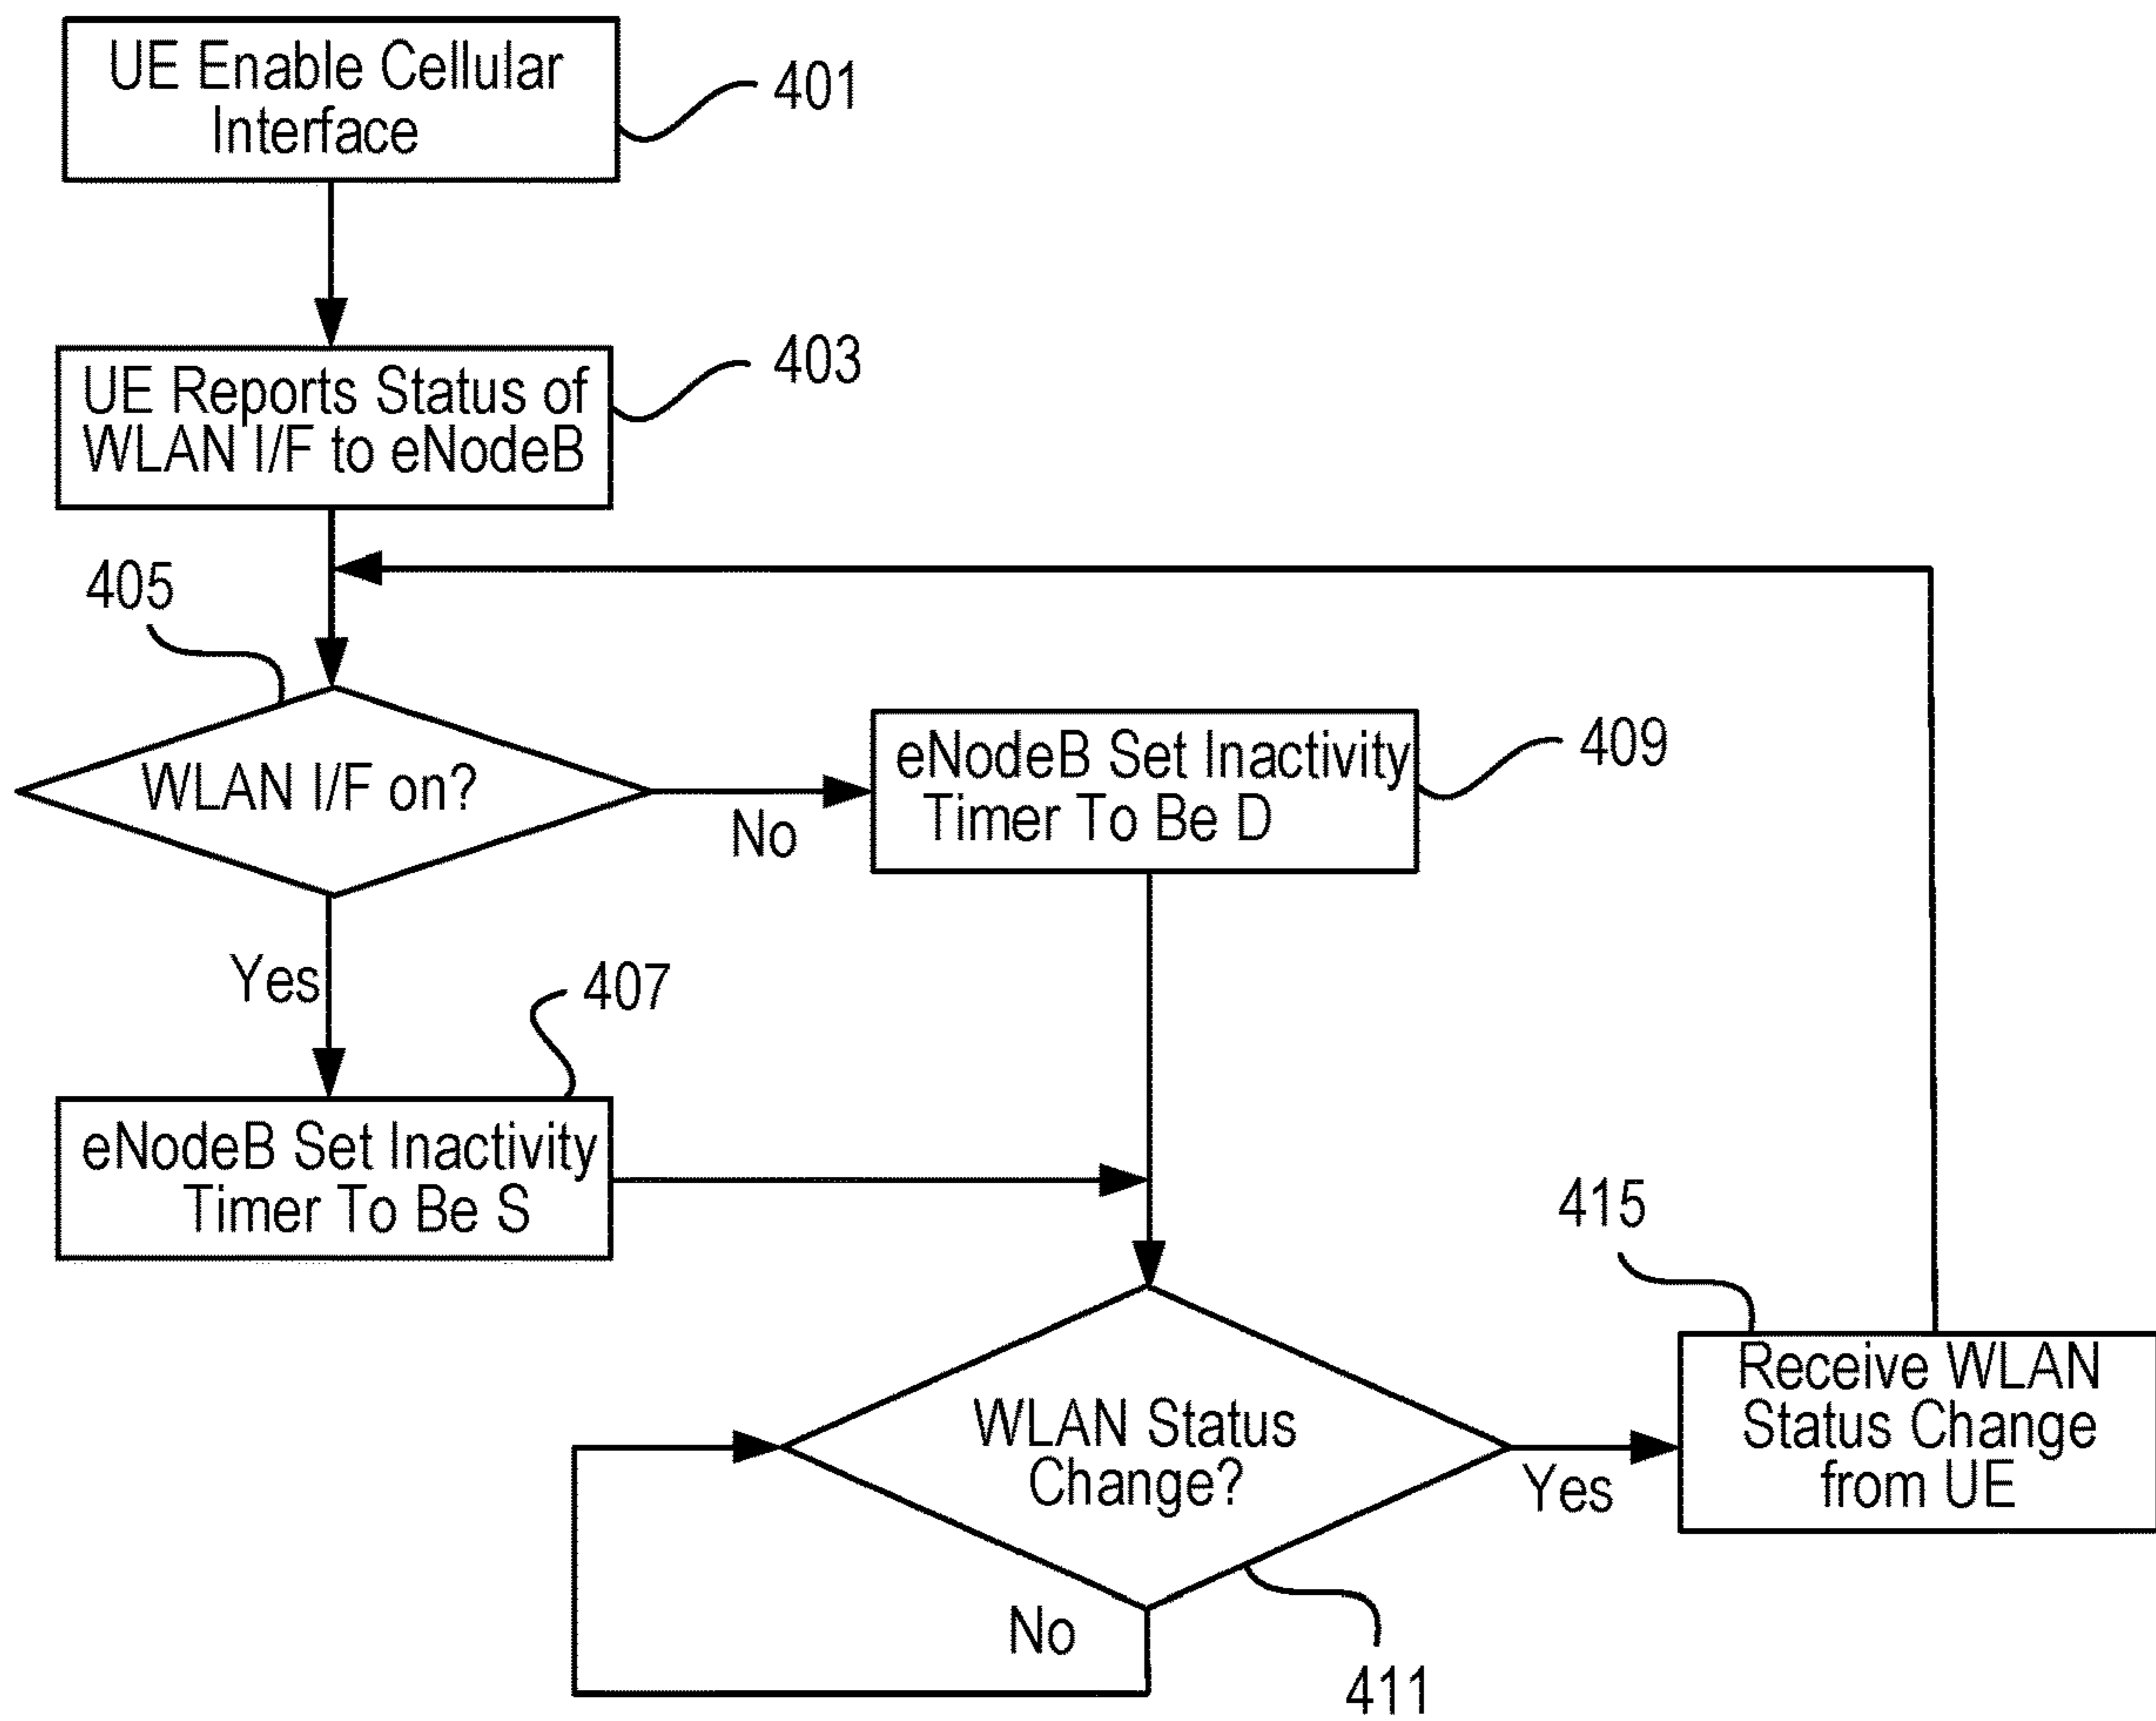 UE Enable Cellular
Interface
401
UE Reports Status of
WLAN I/F to eNodeB
403
405
WLAN I/F on?
No
eNodeB Set Inactivity
Timer To Be D
409
Yes
407
eNodeB Set Inactivity
Timer To Be S
415
WLAN Status
Change?
Yes
Receive WLAN
Status Change
from UE
No
411